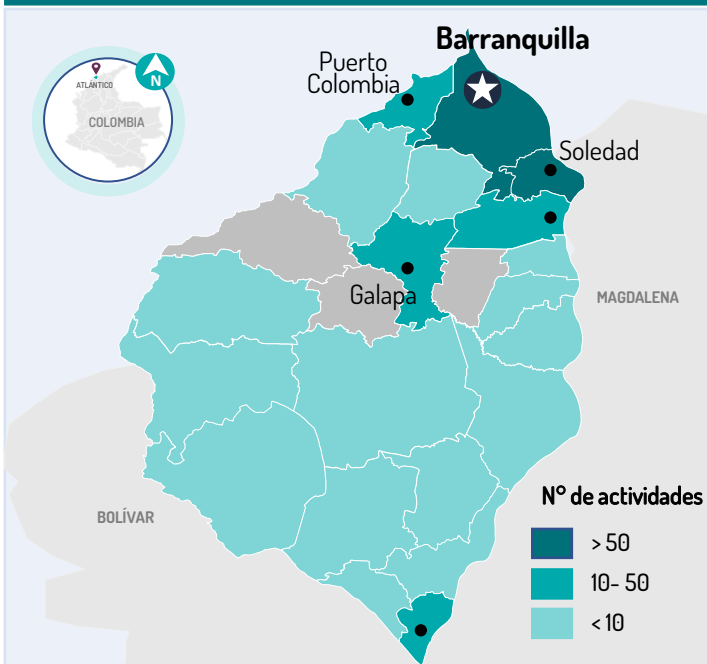 Barranquilla
Puerto
Colombia
N
ATLÁNTICO
COLOMBIA
Soledad
Galapa
MAGDALENA
BOLÍVAR
N° de actividades
> 50
10- 50
< 10